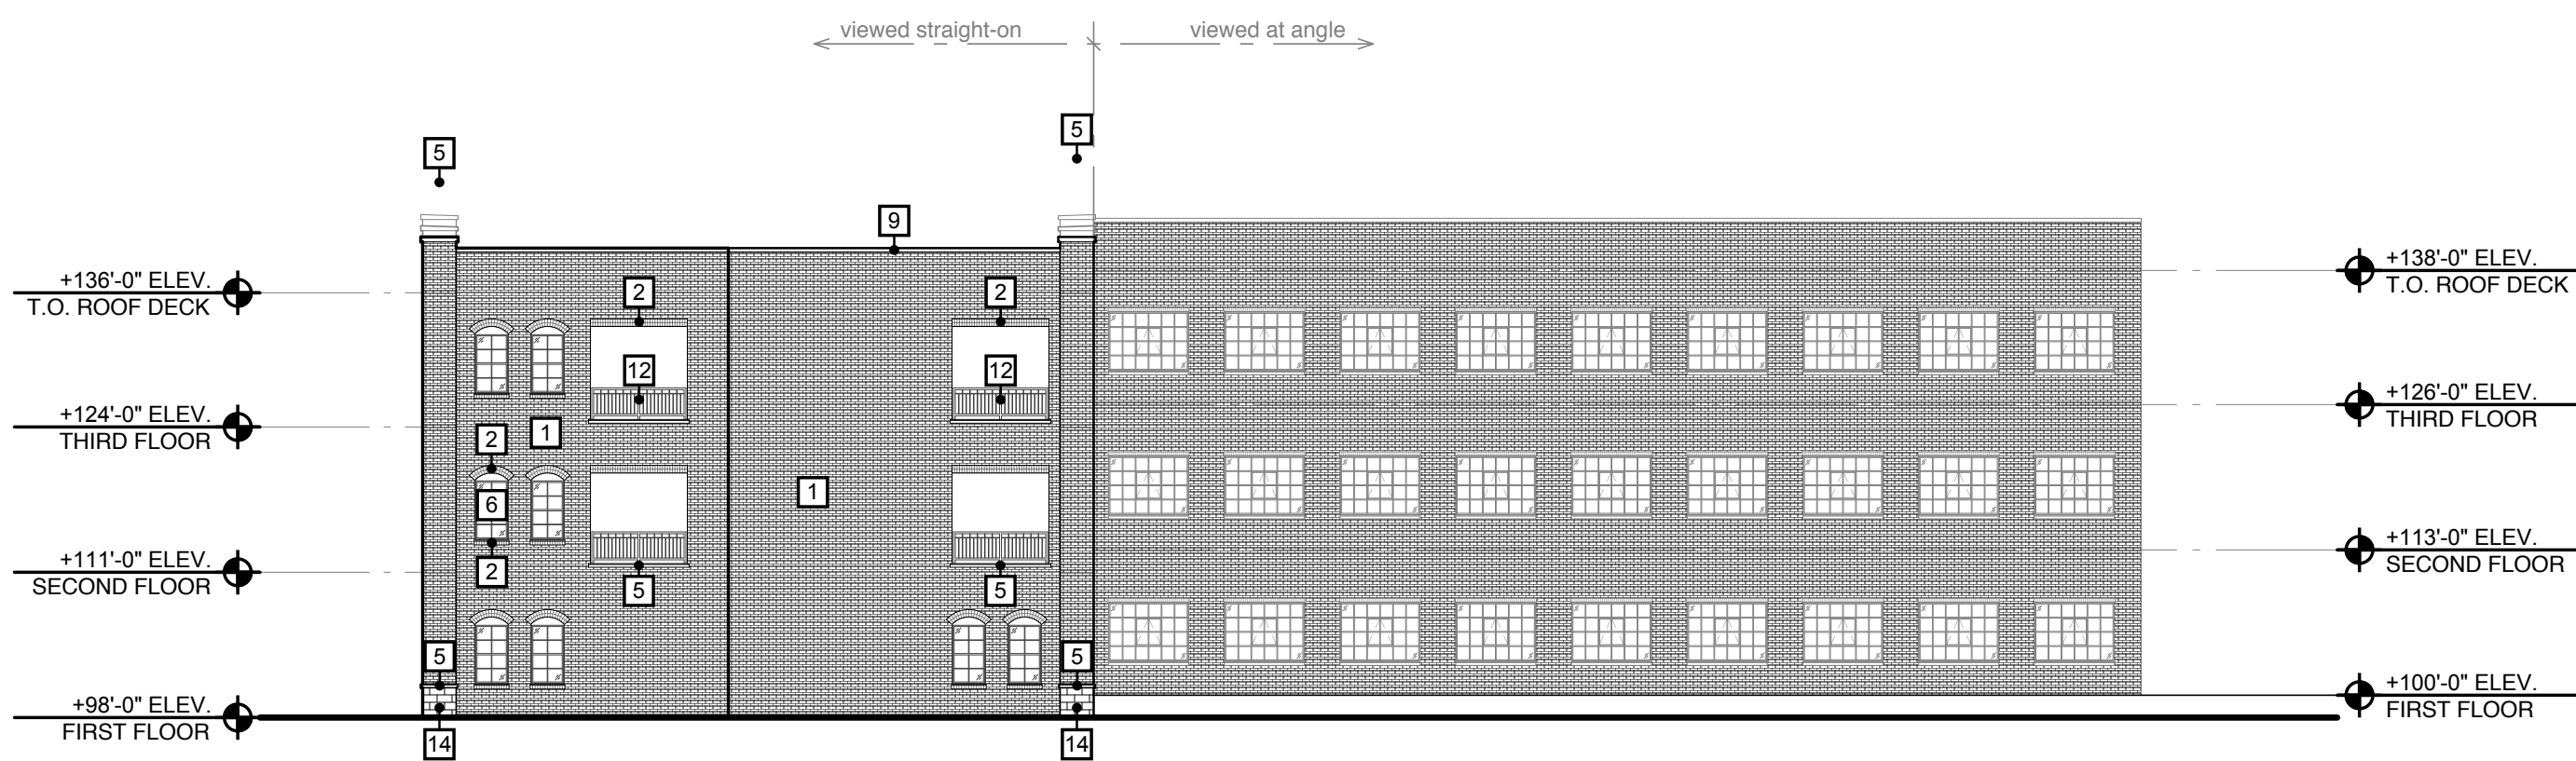 viewed straight-on
viewed at angle
5
5
9
+136'-0" ELEV.
T.O. ROOF DECK
2
2
+138'-0" ELEV.
T.O. ROOF DECK
12
12
+124'-0" ELEV.
THIRD FLOOR
2
1
+126'-0" ELEV.
THIRD FLOOR
6
1
+111'-0" ELEV.
SECOND FLOOR
2
5
5
+113'-0" ELEV.
SECOND FLOOR
5
5
+98'-0" ELEV.
FIRST FLOOR
14
14
+100'-0" ELEV.
FIRST FLOOR